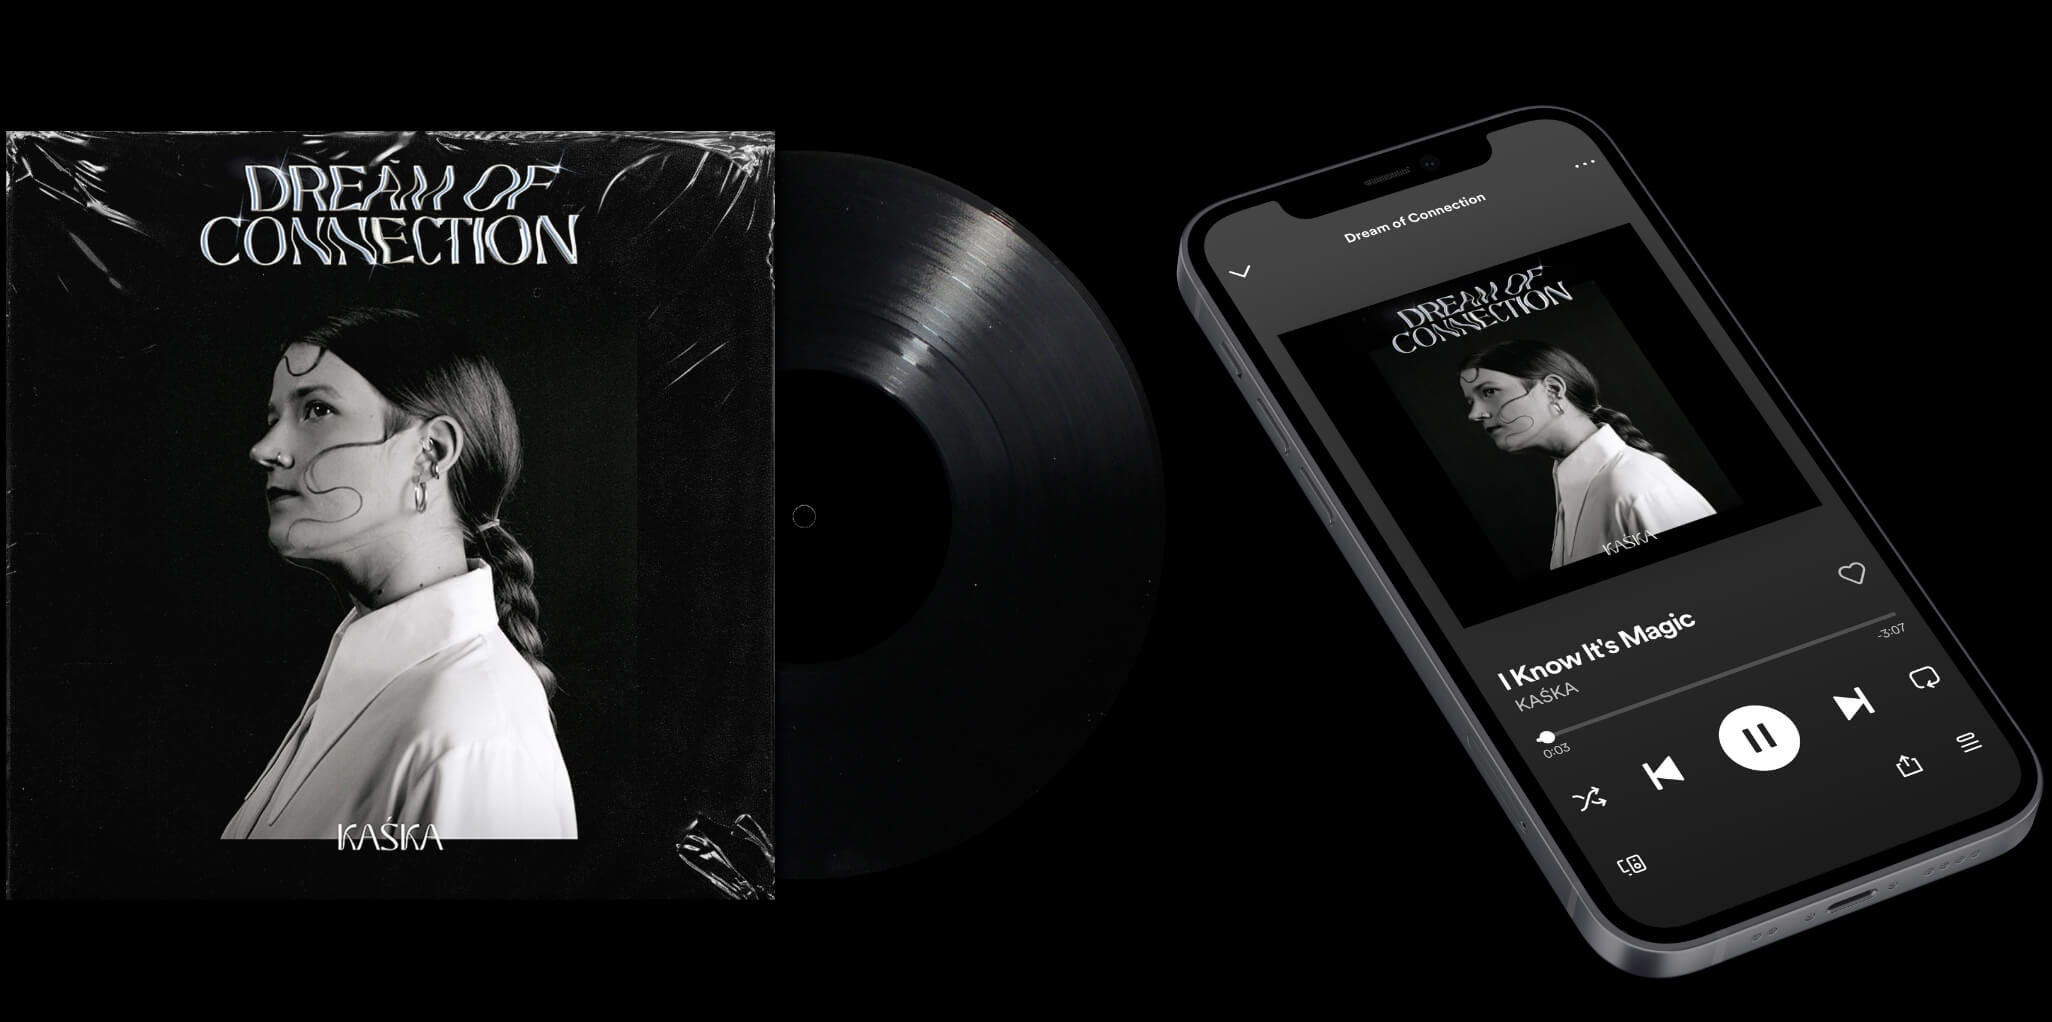 DREAM OF
CONNECTION
KAŚKA
Dream of Connection
DREAM OF
CONNECTION
KAŚKA
I Know It's Magic
KAŚKA
0:03
-3:07